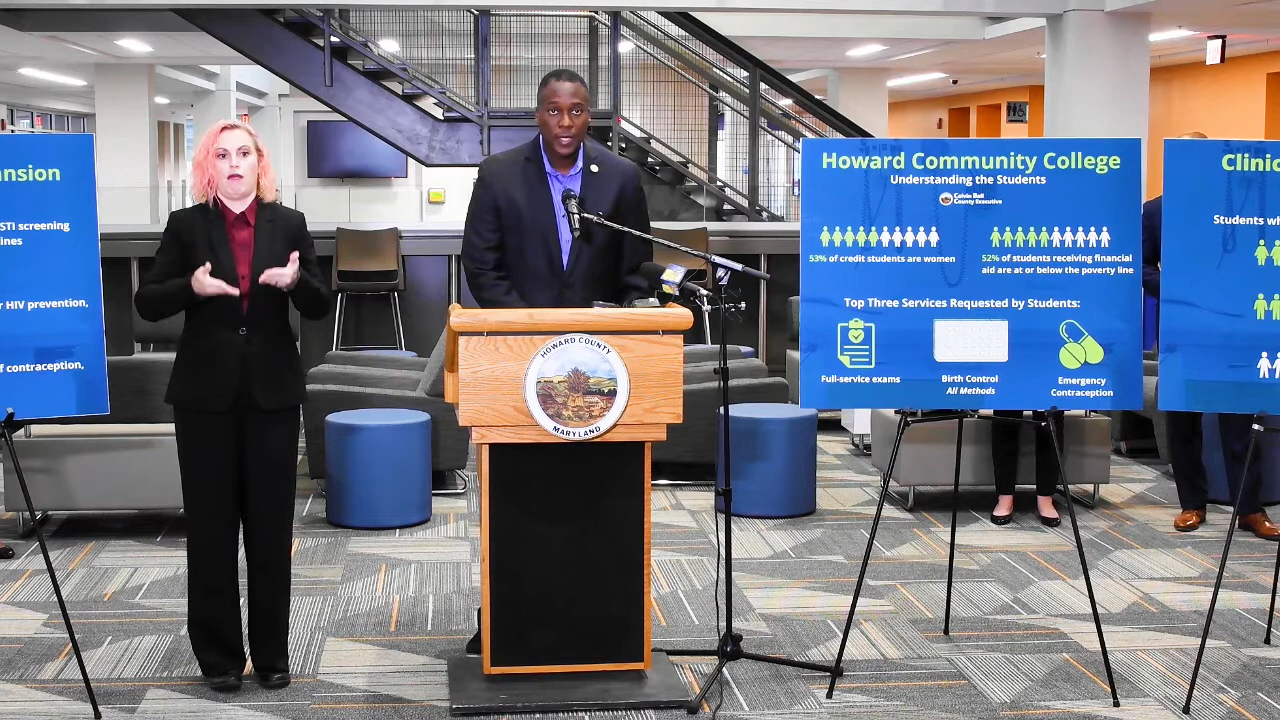 nsion
STI screening
ines
r HIV prevention,
f contraception,
HOWARD COUNTY
MARYLAND
Howard Community College
Understanding the Students
Calvin Ball
County Executive
53% of credit students are women
52% of students receiving financial
aid are at or below the poverty line
Top Three Services Requested by Students:
Full-service exams
Birth Control
All Methods
Emergency
Contraception
Clinic
Students wi